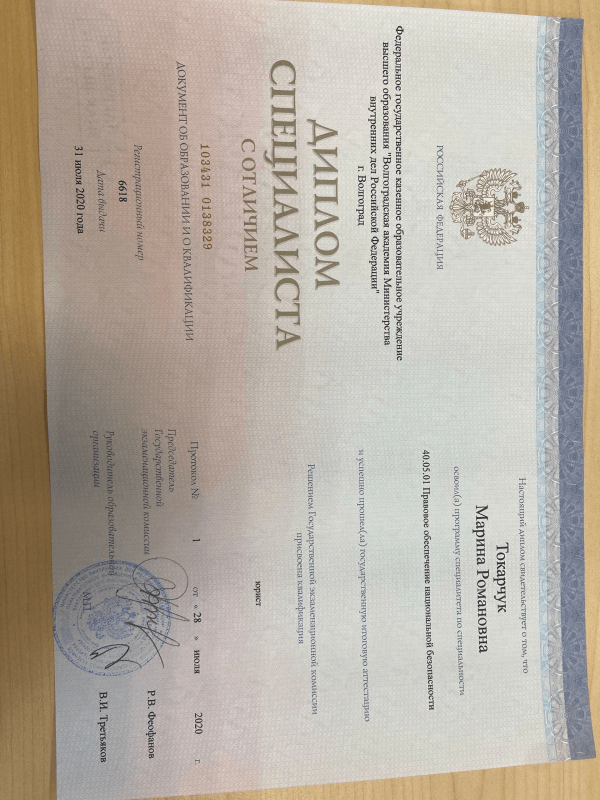 РОССИЙСКАЯ ФЕДЕРАЦИЯ
Федеральное государственное казенное образовательное учреждение
высшего образования "Волгоградская академия Министерства
внутренних дел Российской Федерации"
г. Волгоград
ДИПЛОМ
СПЕЦИАЛИСТА
С ОТЛИЧИЕМ
103431 0138329
ДОКУМЕНТ ОБ ОБРАЗОВАНИИ И О КВАЛИФИКАЦИИ
Регистрационный номер
6618
Дата выдачи
31 июля 2020 года
Настоящий диплом свидетельствует о том, что
Токарчук
Марина Романовна
освоил(а) программу специалитета по специальности
40.05.01 Правовое обеспечение национальной безопасности
и успешно прошел(ла) государственную итоговую аттестацию
Решением Государственной экзаменационной комиссии
присвоена квалификация
юрист
Протокол № 1 от « 28 » июля 2020 г.
Председатель
Государственной
экзаменационной комиссии
Р.В. Феофанов
Руководитель образовательной
организации
В.И. Третьяков
М.П.